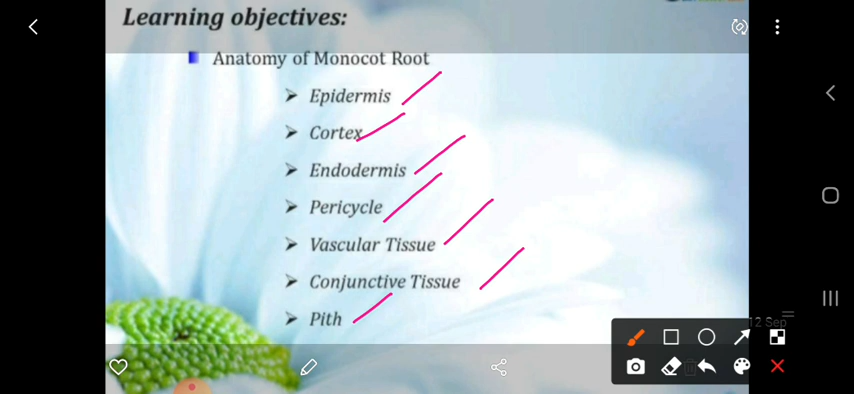 Learning objectives:
Anatomy of Monocot Root
Epidermis
Cortex
Endodermis
Pericycle
Vascular Tissue
Conjunctive Tissue
Pith
12 Sep